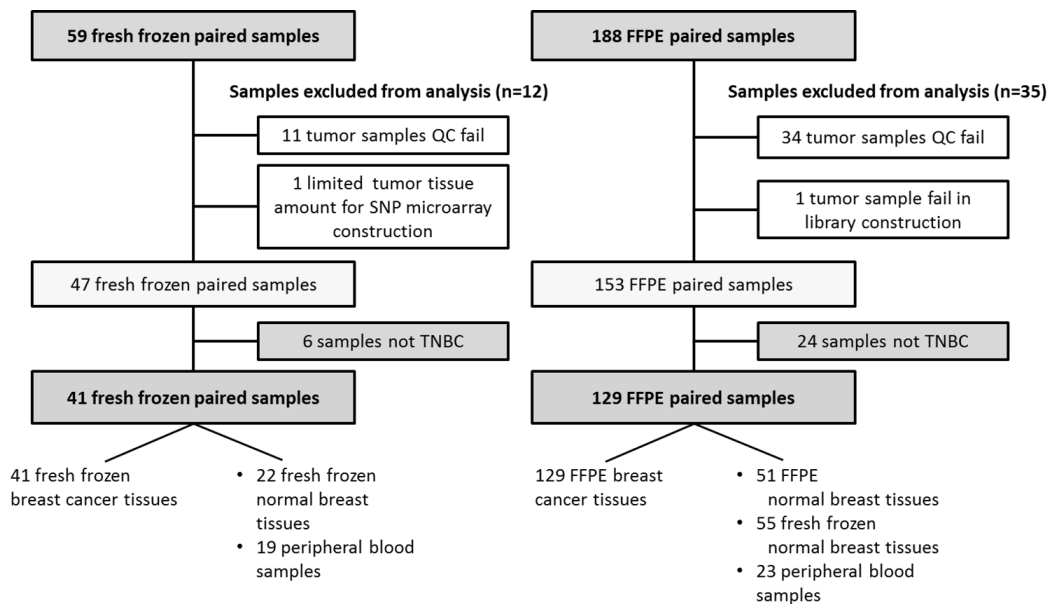 59 fresh frozen paired samples
Samples excluded from analysis (n=12)
11 tumor samples QC fail
1 limited tumor tissue
amount for SNP microarray
construction
47 fresh frozen paired samples
6 samples not TNBC
41 fresh frozen paired samples
41 fresh frozen
breast cancer tissues
• 22 fresh frozen
normal breast
tissues
• 19 peripheral blood
samples
188 FFPE paired samples
Samples excluded from analysis (n=35)
34 tumor samples QC fail
1 tumor sample fail in
library construction
153 FFPE paired samples
24 samples not TNBC
129 FFPE paired samples
129 FFPE breast
cancer tissues
• 51 FFPE
normal breast tissues
• 55 fresh frozen
normal breast tissues
• 23 peripheral blood
samples